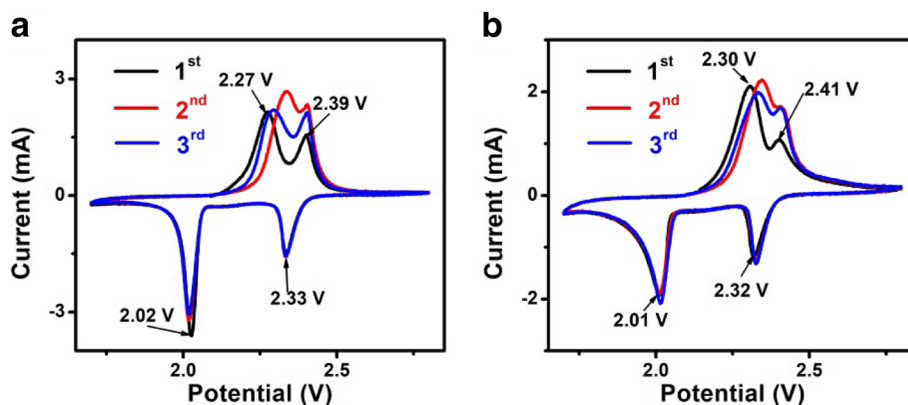 a
1st
2nd
3rd
2.27 V
2.39 V
2.02 V
2.33 V
3
0
-3
2.0
2.5
Current (mA)
Potential (V)
b
1st
2nd
3rd
2.30 V
2.41 V
2.01 V
2.32 V
2
0
-2
2.0
2.5
Current (mA)
Potential (V)